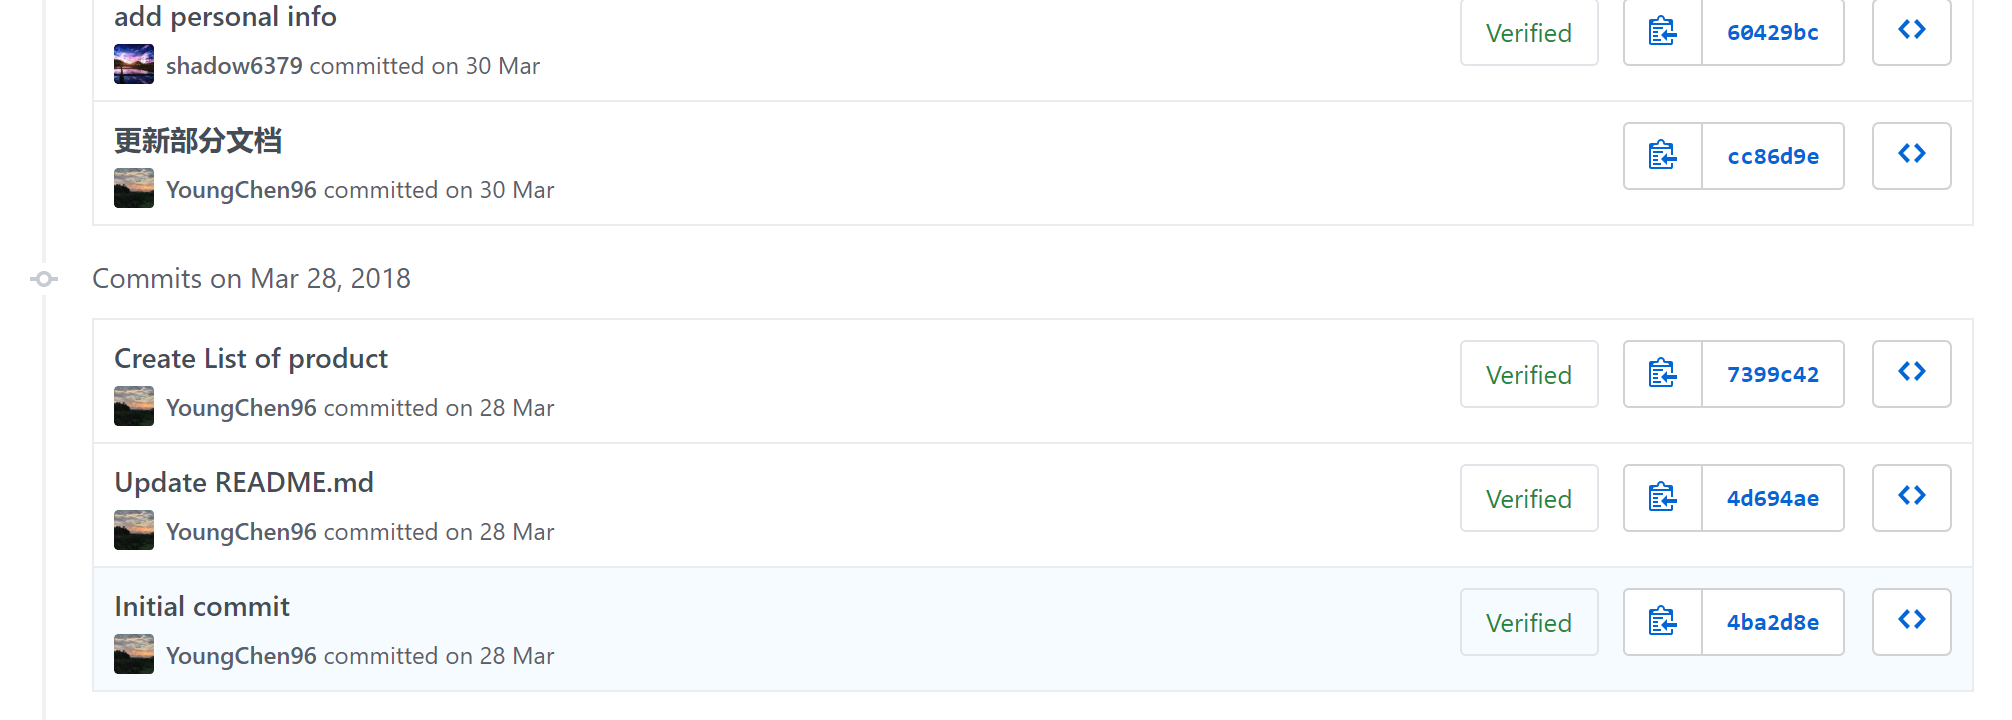 add personal info
Verified
60429bc
shadow6379 committed on 30 Mar
更新部分文档
cc86d9e
YoungChen96 committed on 30 Mar
Commits on Mar 28, 2018
Create List of product
Verified
7399c42
YoungChen96 committed on 28 Mar
Update README.md
Verified
4d694ae
YoungChen96 committed on 28 Mar
Initial commit
Verified
4ba2d8e
YoungChen96 committed on 28 Mar